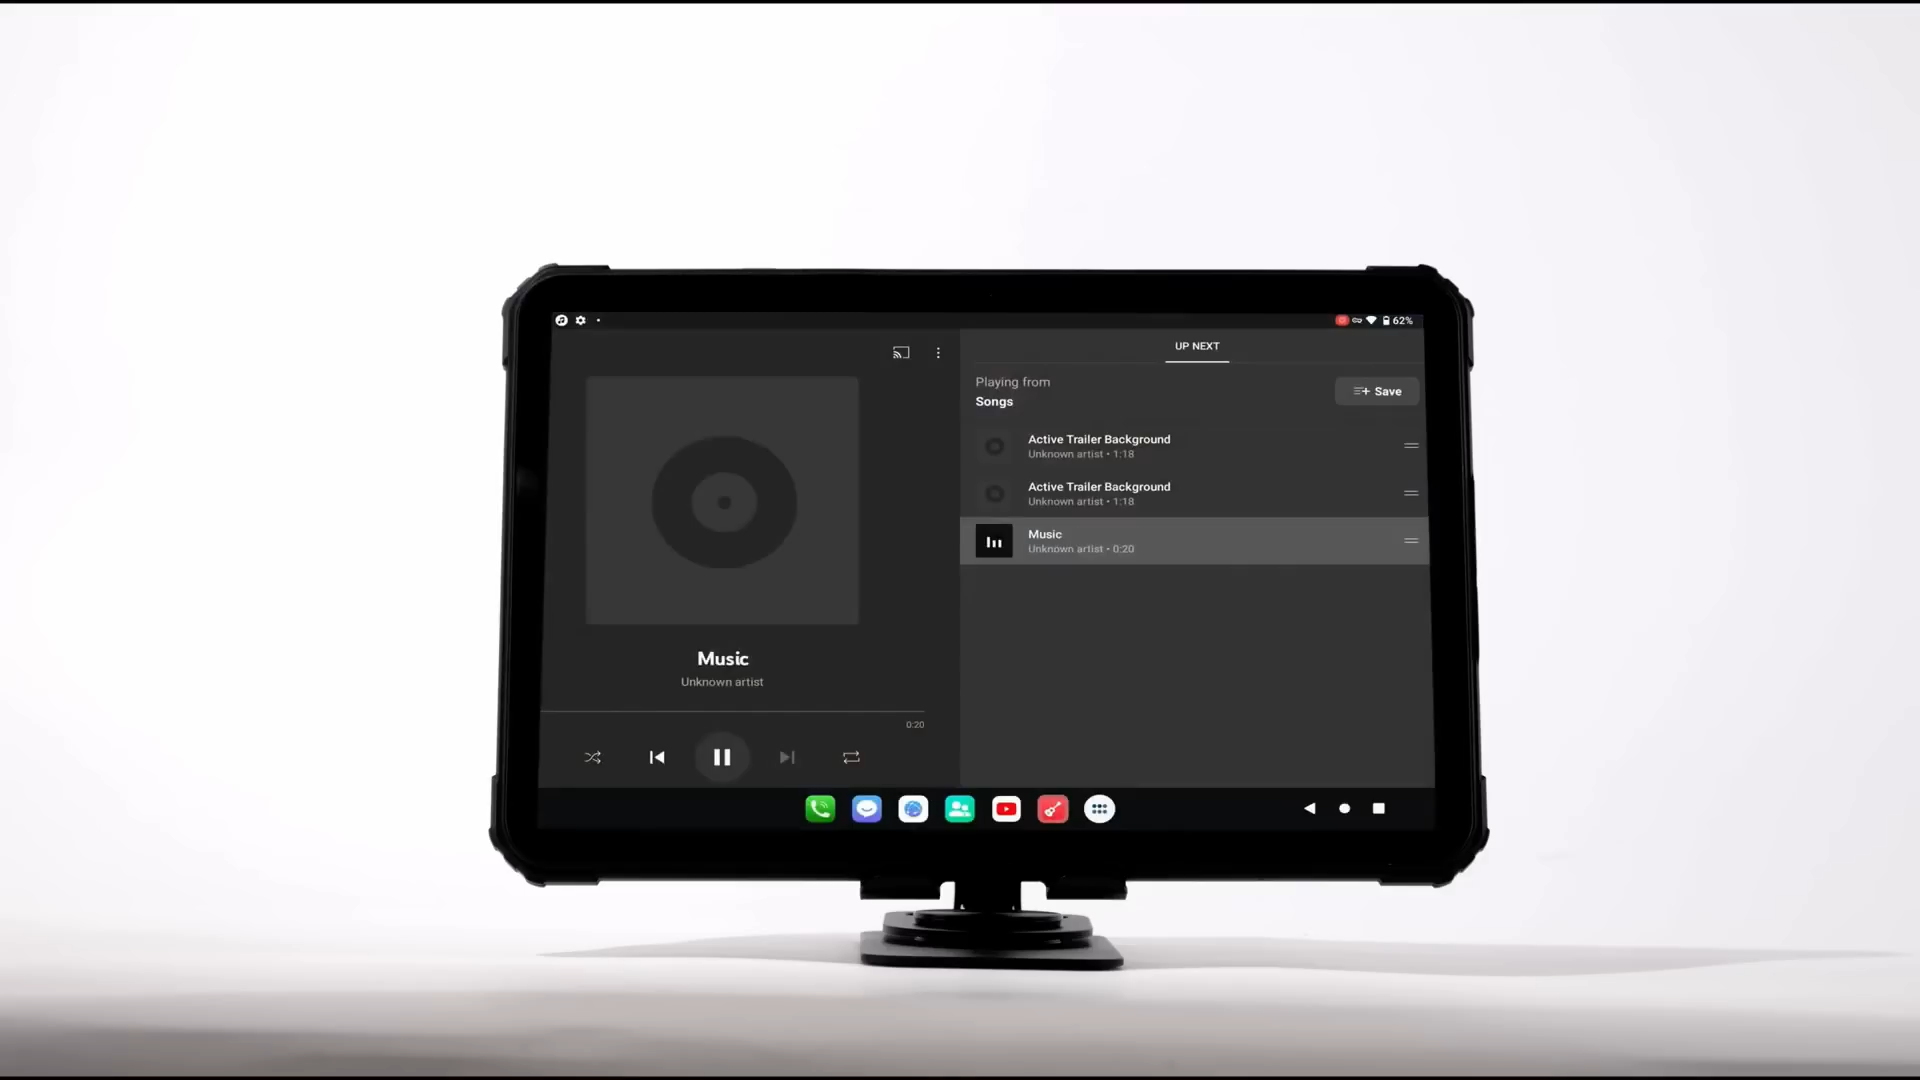 62%
UP NEXT
Playing from
Songs
Save
Active Trailer Background
Unknown artist • 1:18
Active Trailer Background
Unknown artist • 1:18
Music
Unknown artist • 0:20
Music
Unknown artist
0:20